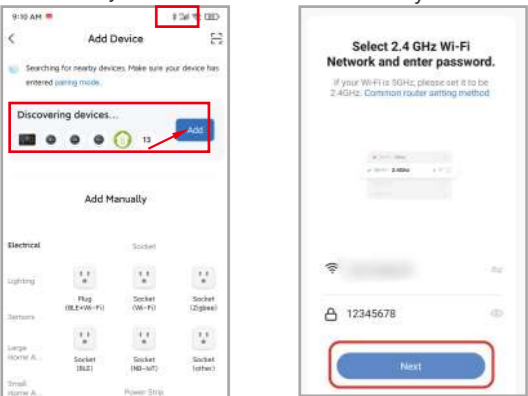 9:10 AM
Add Device
Searching for nearby devices. Make sure your device has
entered pairing mode.
Discovering devices...
13
Add
Add Manually
Electrical
Socket
Lighting
Plug
(BLE+Wi-Fi)
Socket
(Wi-Fi)
Socket
(Zigbee)
Sensors
Large
Home A...
Socket
(BLE)
Socket
(NB-IoT)
Socket
(other)
Small
Home A...
Power Strip
Select 2.4 GHz Wi-Fi
Network and enter password.
If your Wi-Fi is 5GHz, please set it to be
2.4GHz. Common router setting method
12345678
Next